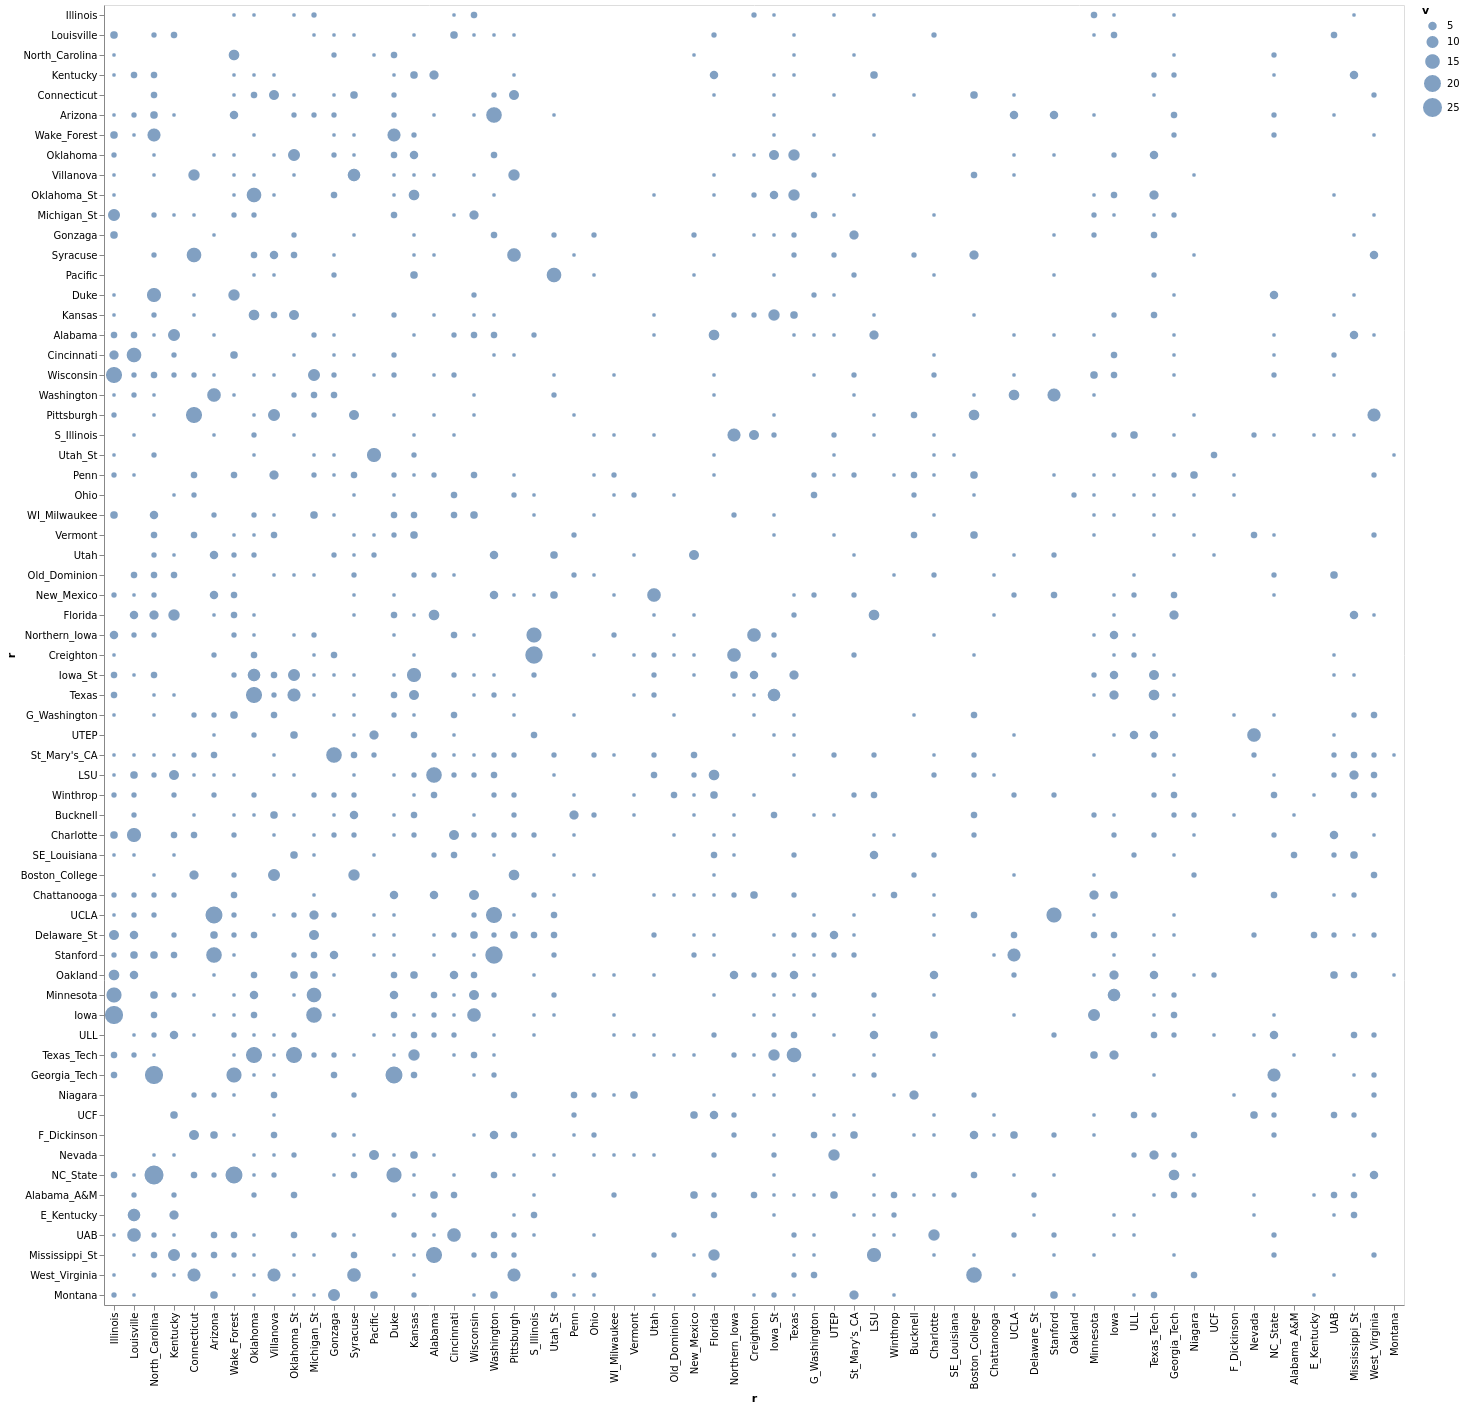 Illinois
Louisville
North_Carolina
Kentucky
Connecticut
Arizona
Wake_Forest
Oklahoma
Villanova
Oklahoma_St
Michigan_St
Gonzaga
Syracuse
Pacific
Duke
Kansas
Alabama
Cincinnati
Wisconsin
Washington
Pittsburgh
S_Illinois
Utah_St
Penn
Ohio
WI_Milwaukee
Vermont
Utah
Old_Dominion
New_Mexico
Florida
Northern_Iowa
Creighton
Iowa_St
Texas
G_Washington
UTEP
St_Mary's_CA
LSU
Winthrop
Bucknell
Charlotte
SE_Louisiana
Boston_College
Chattanooga
UCLA
Delaware_St
Stanford
Oakland
Minnesota
Iowa
ULL
Texas_Tech
Georgia_Tech
Niagara
UCF
F_Dickinson
Nevada
NC_State
Alabama_A&M
E_Kentucky
UAB
Mississippi_St
West_Virginia
Montana
r
Illinois
Louisville
North_Carolina
Kentucky
Connecticut
Arizona
Wake_Forest
Oklahoma
Villanova
Oklahoma_St
Michigan_St
Gonzaga
Syracuse
Pacific
Duke
Kansas
Alabama
Cincinnati
Wisconsin
Washington
Pittsburgh
S_Illinois
Utah_St
Penn
Ohio
WI_Milwaukee
Vermont
Utah
Old_Dominion
New_Mexico
Florida
Northern_Iowa
Creighton
Iowa_St
Texas
G_Washington
UTEP
St_Mary's_CA
LSU
Winthrop
Bucknell
Charlotte
SE_Louisiana
Boston_College
Chattanooga
UCLA
Delaware_St
Stanford
Oakland
Minnesota
Iowa
ULL
Texas_Tech
Georgia_Tech
Niagara
UCF
F_Dickinson
Nevada
NC_State
Alabama_A&M
E_Kentucky
UAB
Mississippi_St
West_Virginia
Montana
r
v
5
10
15
20
25